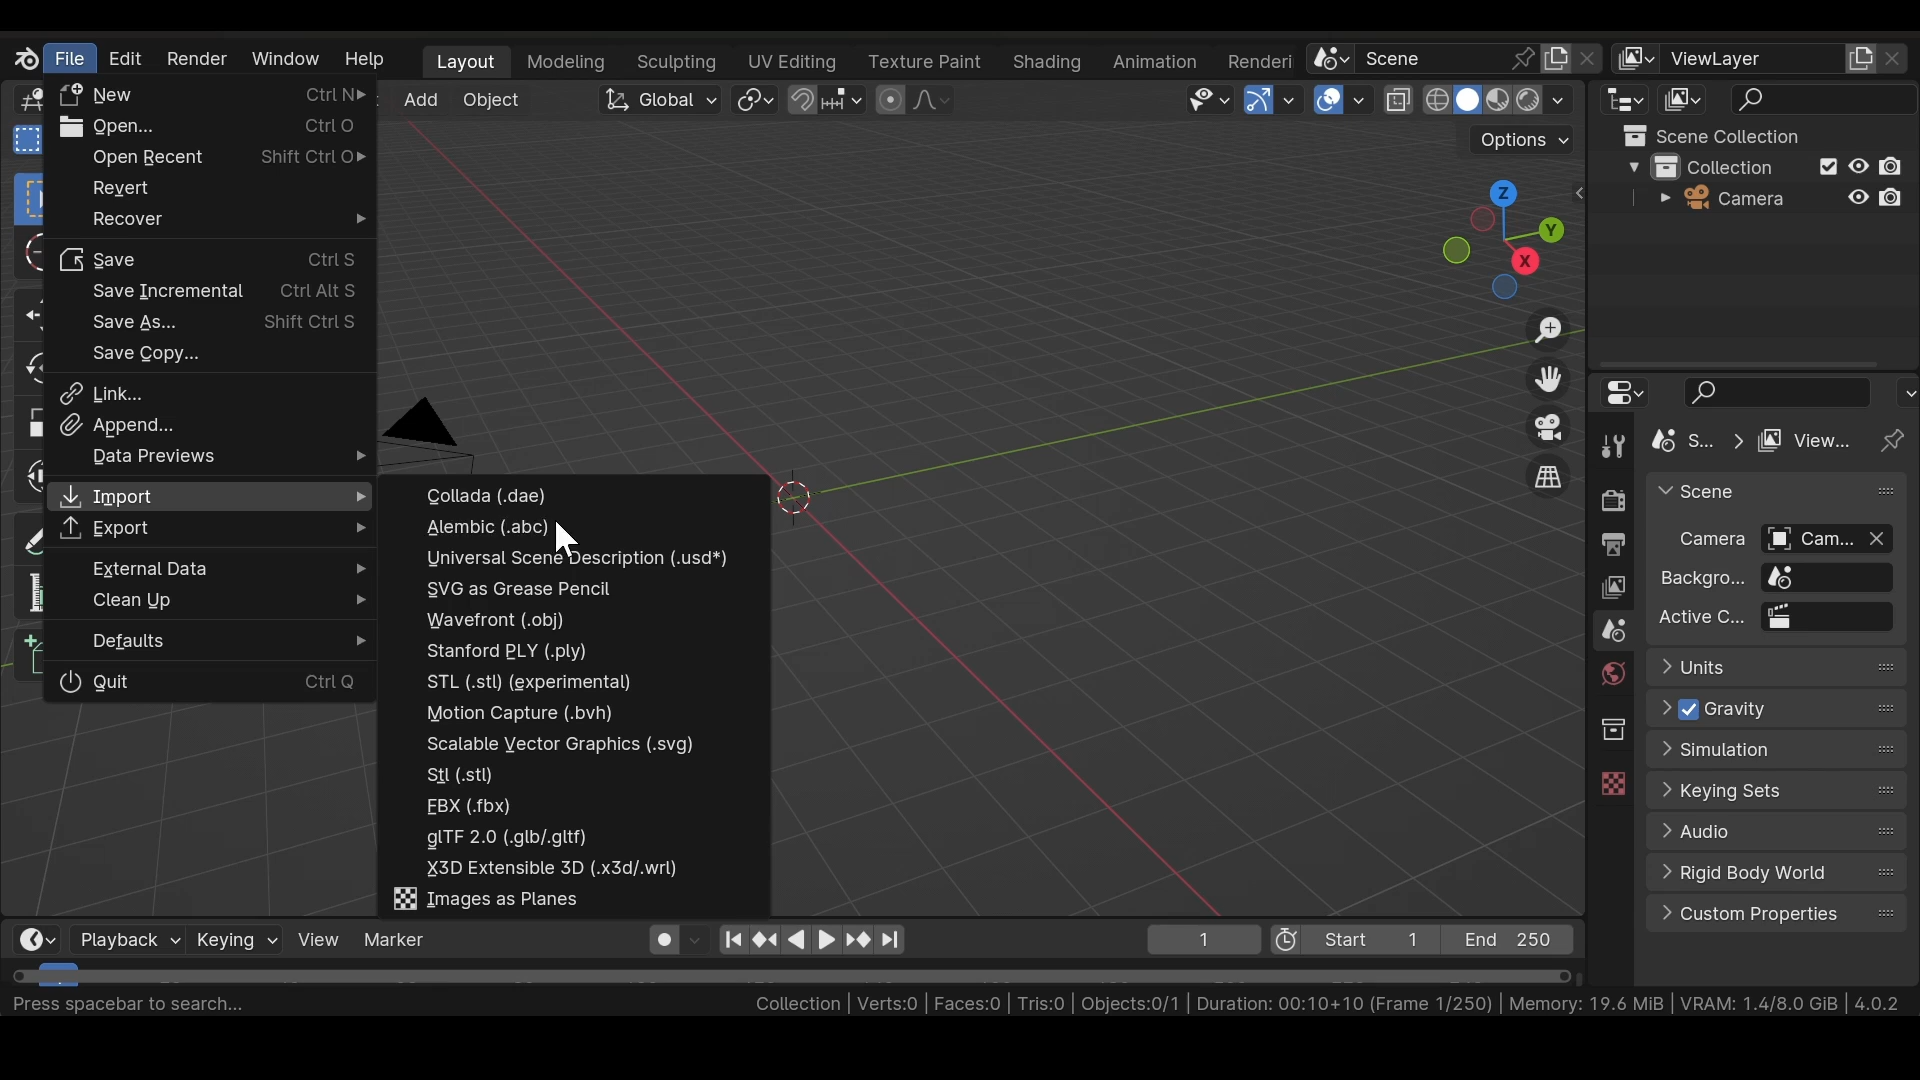 File Edit Render Window Help Layout Modeling Sculpting UV Editing Texture Paint Shading Animation Renderi Scene ViewLayer
New Ctrl N
Add Object Global
Open... Ctrl O
Open Recent Shift Ctrl O
Revert
Recover
Save Ctrl S
Save Incremental Ctrl Alt S
Save As... Shift Ctrl S
Save Copy...
Link...
Append...
Data Previews
Import
Export
External Data
Clean Up
Defaults
Quit Ctrl Q
Collada (.dae)
Alembic (.abc)
Universal Scene Description (.usd*)
SVG as Grease Pencil
Wavefront (.obj)
Stanford PLY (.ply)
STL (.stl) (experimental)
Motion Capture (.bvh)
Scalable Vector Graphics (.svg)
Stl (.stl)
FBX (.fbx)
glTF 2.0 (.glb/.gltf)
X3D Extensible 3D (.x3d/.wrl)
Images as Planes
Options
Z
Y
X
Scene Collection
Collection
Camera
S... View...
Scene
Camera Cam...
Backgro...
Active C...
Units
Gravity
Simulation
Keying Sets
Audio
Rigid Body World
Custom Properties
Playback Keying View Marker 1 Start 1 End 250
Press spacebar to search... Collection | Verts:0 | Faces:0 | Tris:0 | Objects:0/1 | Duration: 00:10+10 (Frame 1/250) | Memory: 19.6 MiB | VRAM: 1.4/8.0 GiB | 4.0.2